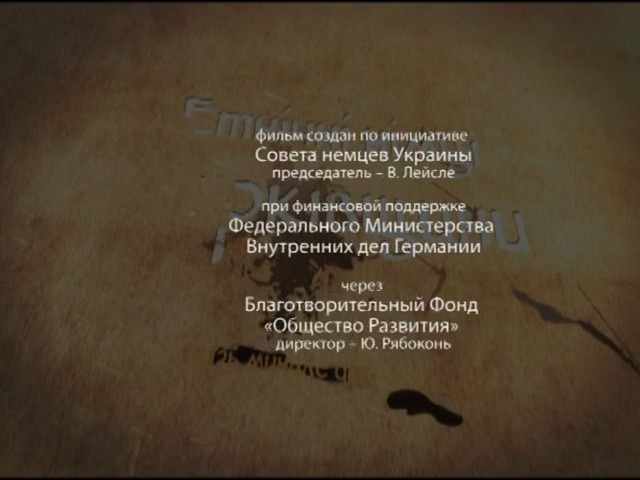 фильм создан по инициативе
Совета немцев Украины
председатель – В. Лейсле
при финансовой поддержке
Федерального Министерства
Внутренних дел Германии
через
Благотворительный Фонд
«Общество Развития»
директор – Ю. Рябоконь